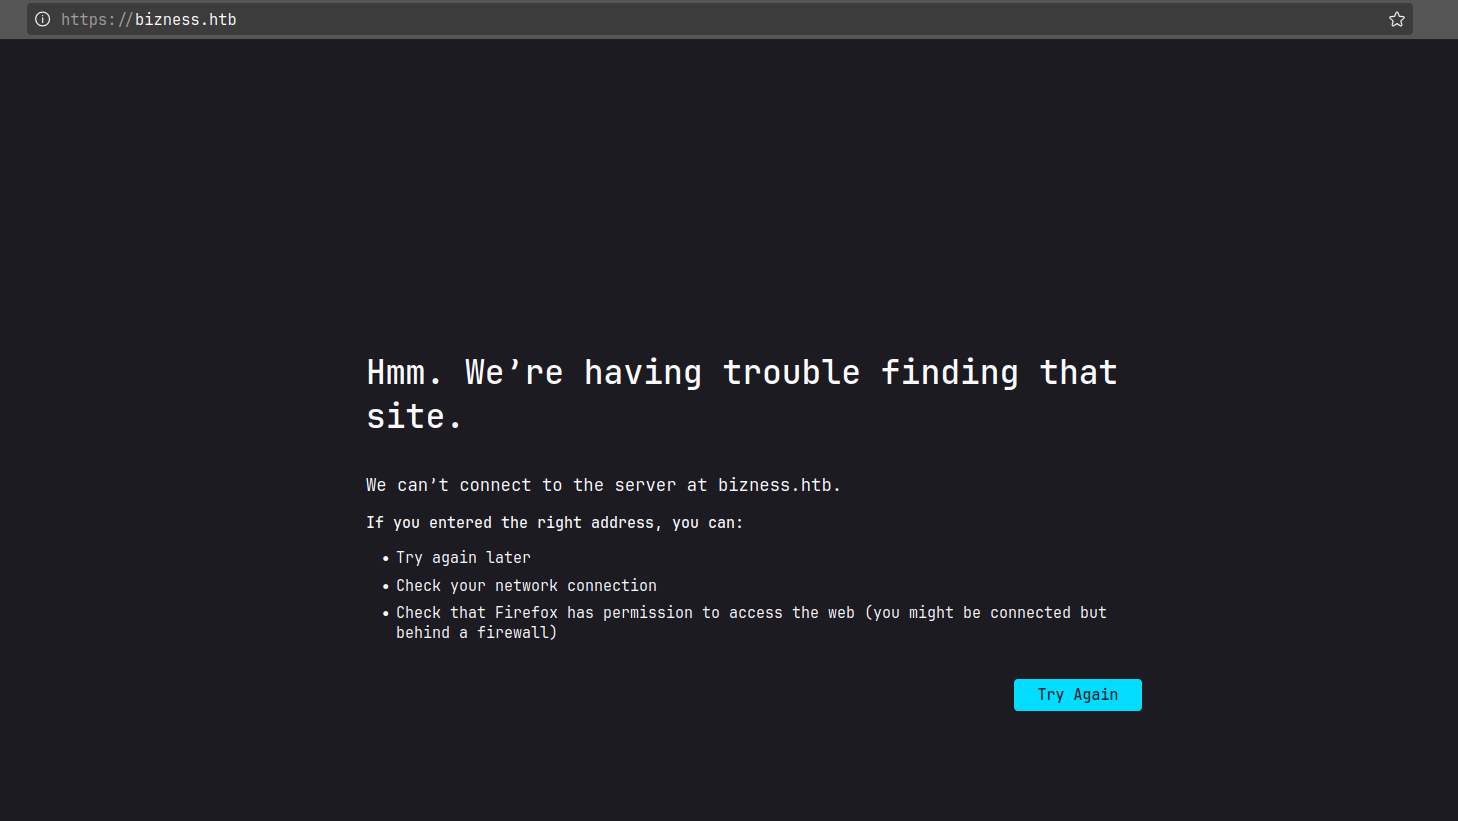 https://bizness.htb
Hmm. We’re having trouble finding that
site.
We can’t connect to the server at bizness.htb.
If you entered the right address, you can:
• Try again later
• Check your network connection
• Check that Firefox has permission to access the web (you might be connected but
behind a firewall)
Try Again